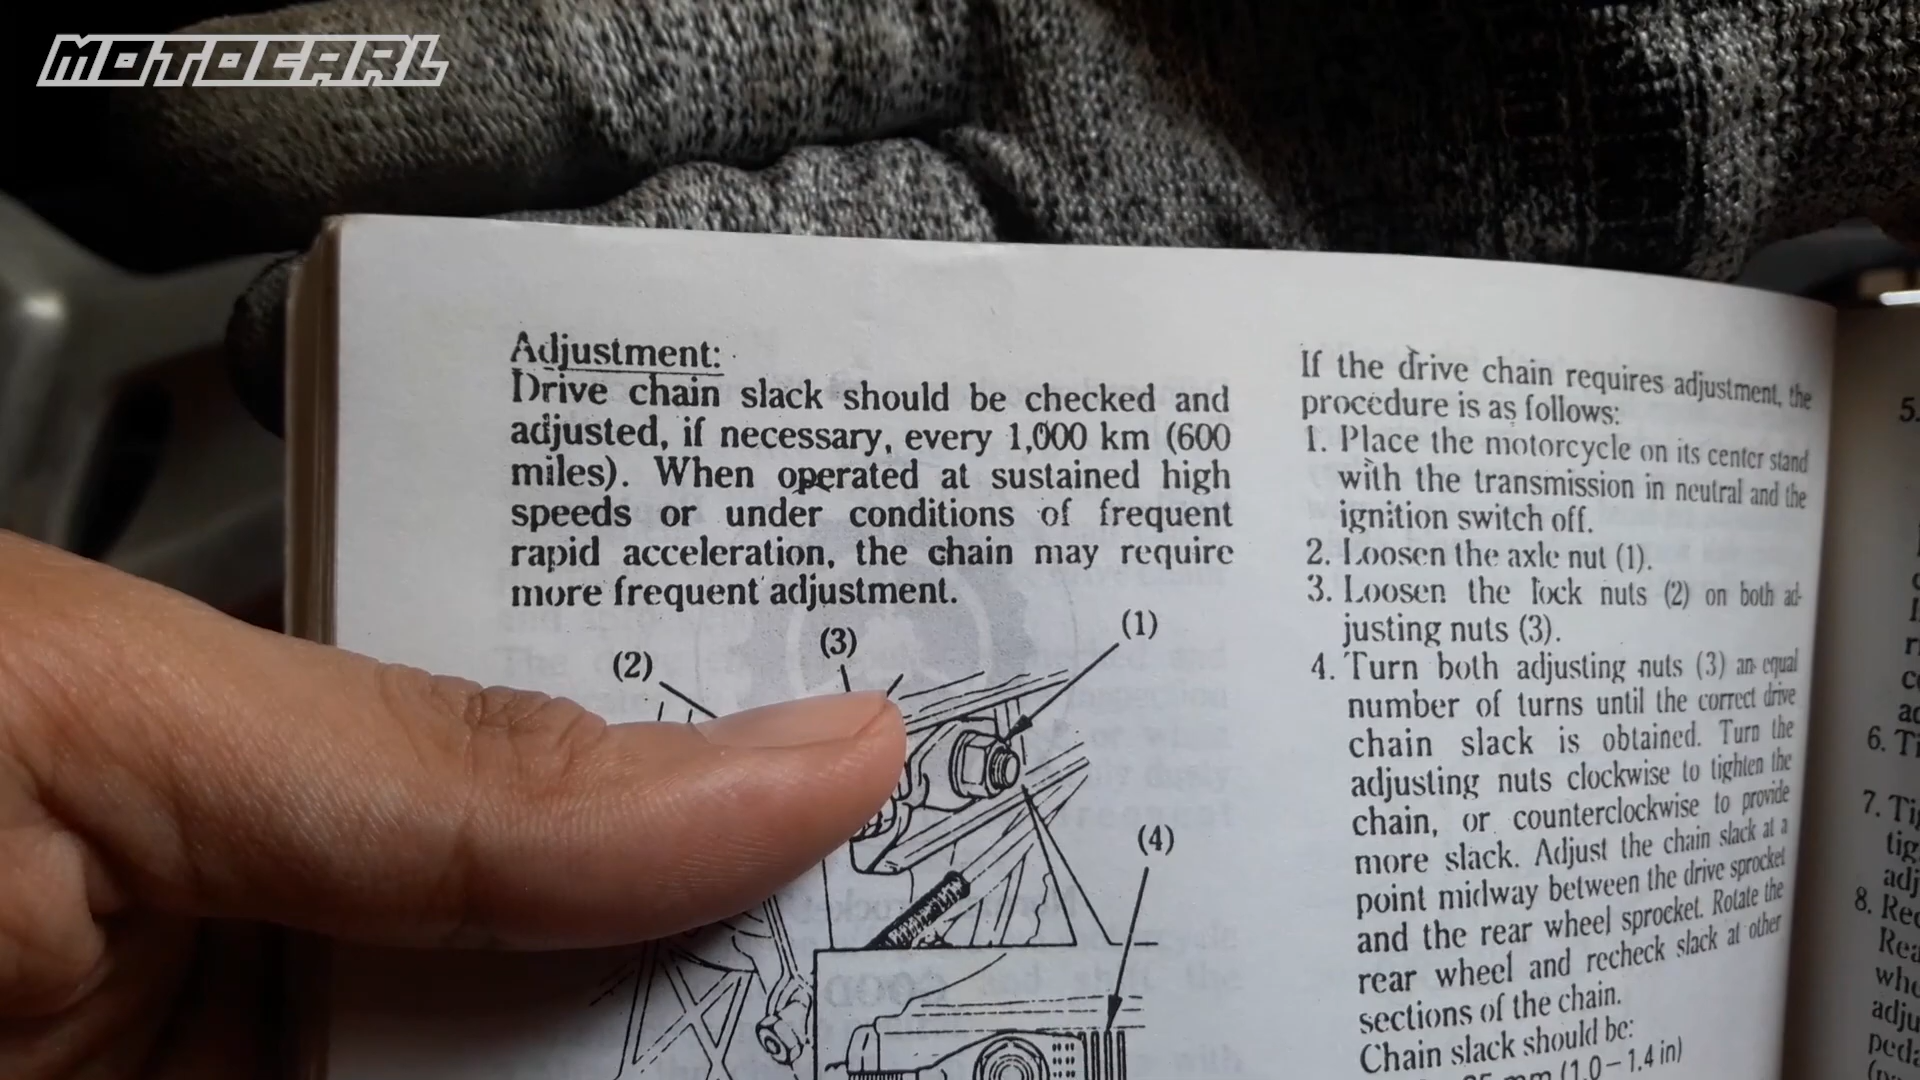 MOTOCARL
Adjustment:
Drive chain slack should be checked and
adjusted, if necessary, every 1,000 km (600
miles). When operated at sustained high
speeds or under conditions of frequent
rapid acceleration, the chain may require
more frequent adjustment.
(1)
(3)
(2)
(4)
If the drive chain requires adjustment, the
procedure is as follows:
1. Place the motorcycle on its center stand
with the transmission in neutral and the
ignition switch off.
2. Loosen the axle nut (1).
3. Loosen the lock nuts (2) on both ad-
justing nuts (3).
4. Turn both adjusting nuts (3) an equal
number of turns until the correct drive
chain slack is obtained. Turn the
adjusting nuts clockwise to tighten the
chain, or counterclockwise to provide
more slack. Adjust the chain slack at a
point midway between the drive sprocket
and the rear wheel sprocket. Rotate the
rear wheel and recheck slack at other
sections of the chain.
Chain slack should be:
mm (1.0–1.4 in)
5.
6.
7.
8.